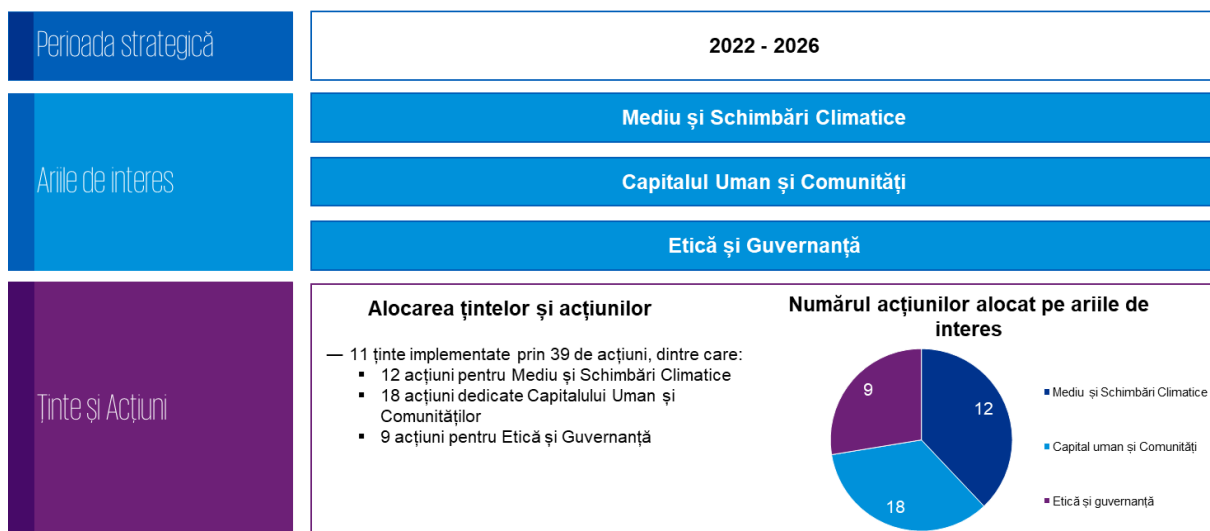 Perioada strategică
2022 - 2026
Ariile de interes
Mediu și Schimbări Climatice
Capitalul Uman și Comunități
Etică și Guvernanță
Ținte și Acțiuni
Alocarea țintelor și acțiunilor
— 11 ținte implementate prin 39 de acțiuni, dintre care:
▪ 12 acțiuni pentru Mediu și Schimbări Climatice
▪ 18 acțiuni dedicate Capitalului Uman și
Comunităților
▪ 9 acțiuni pentru Etică și Guvernanță
Numărul acțiunilor alocat pe ariile de
interes
9
12
18
Mediu și Schimbări Climatice
Capital uman și Comunități
Etică și guvernanță